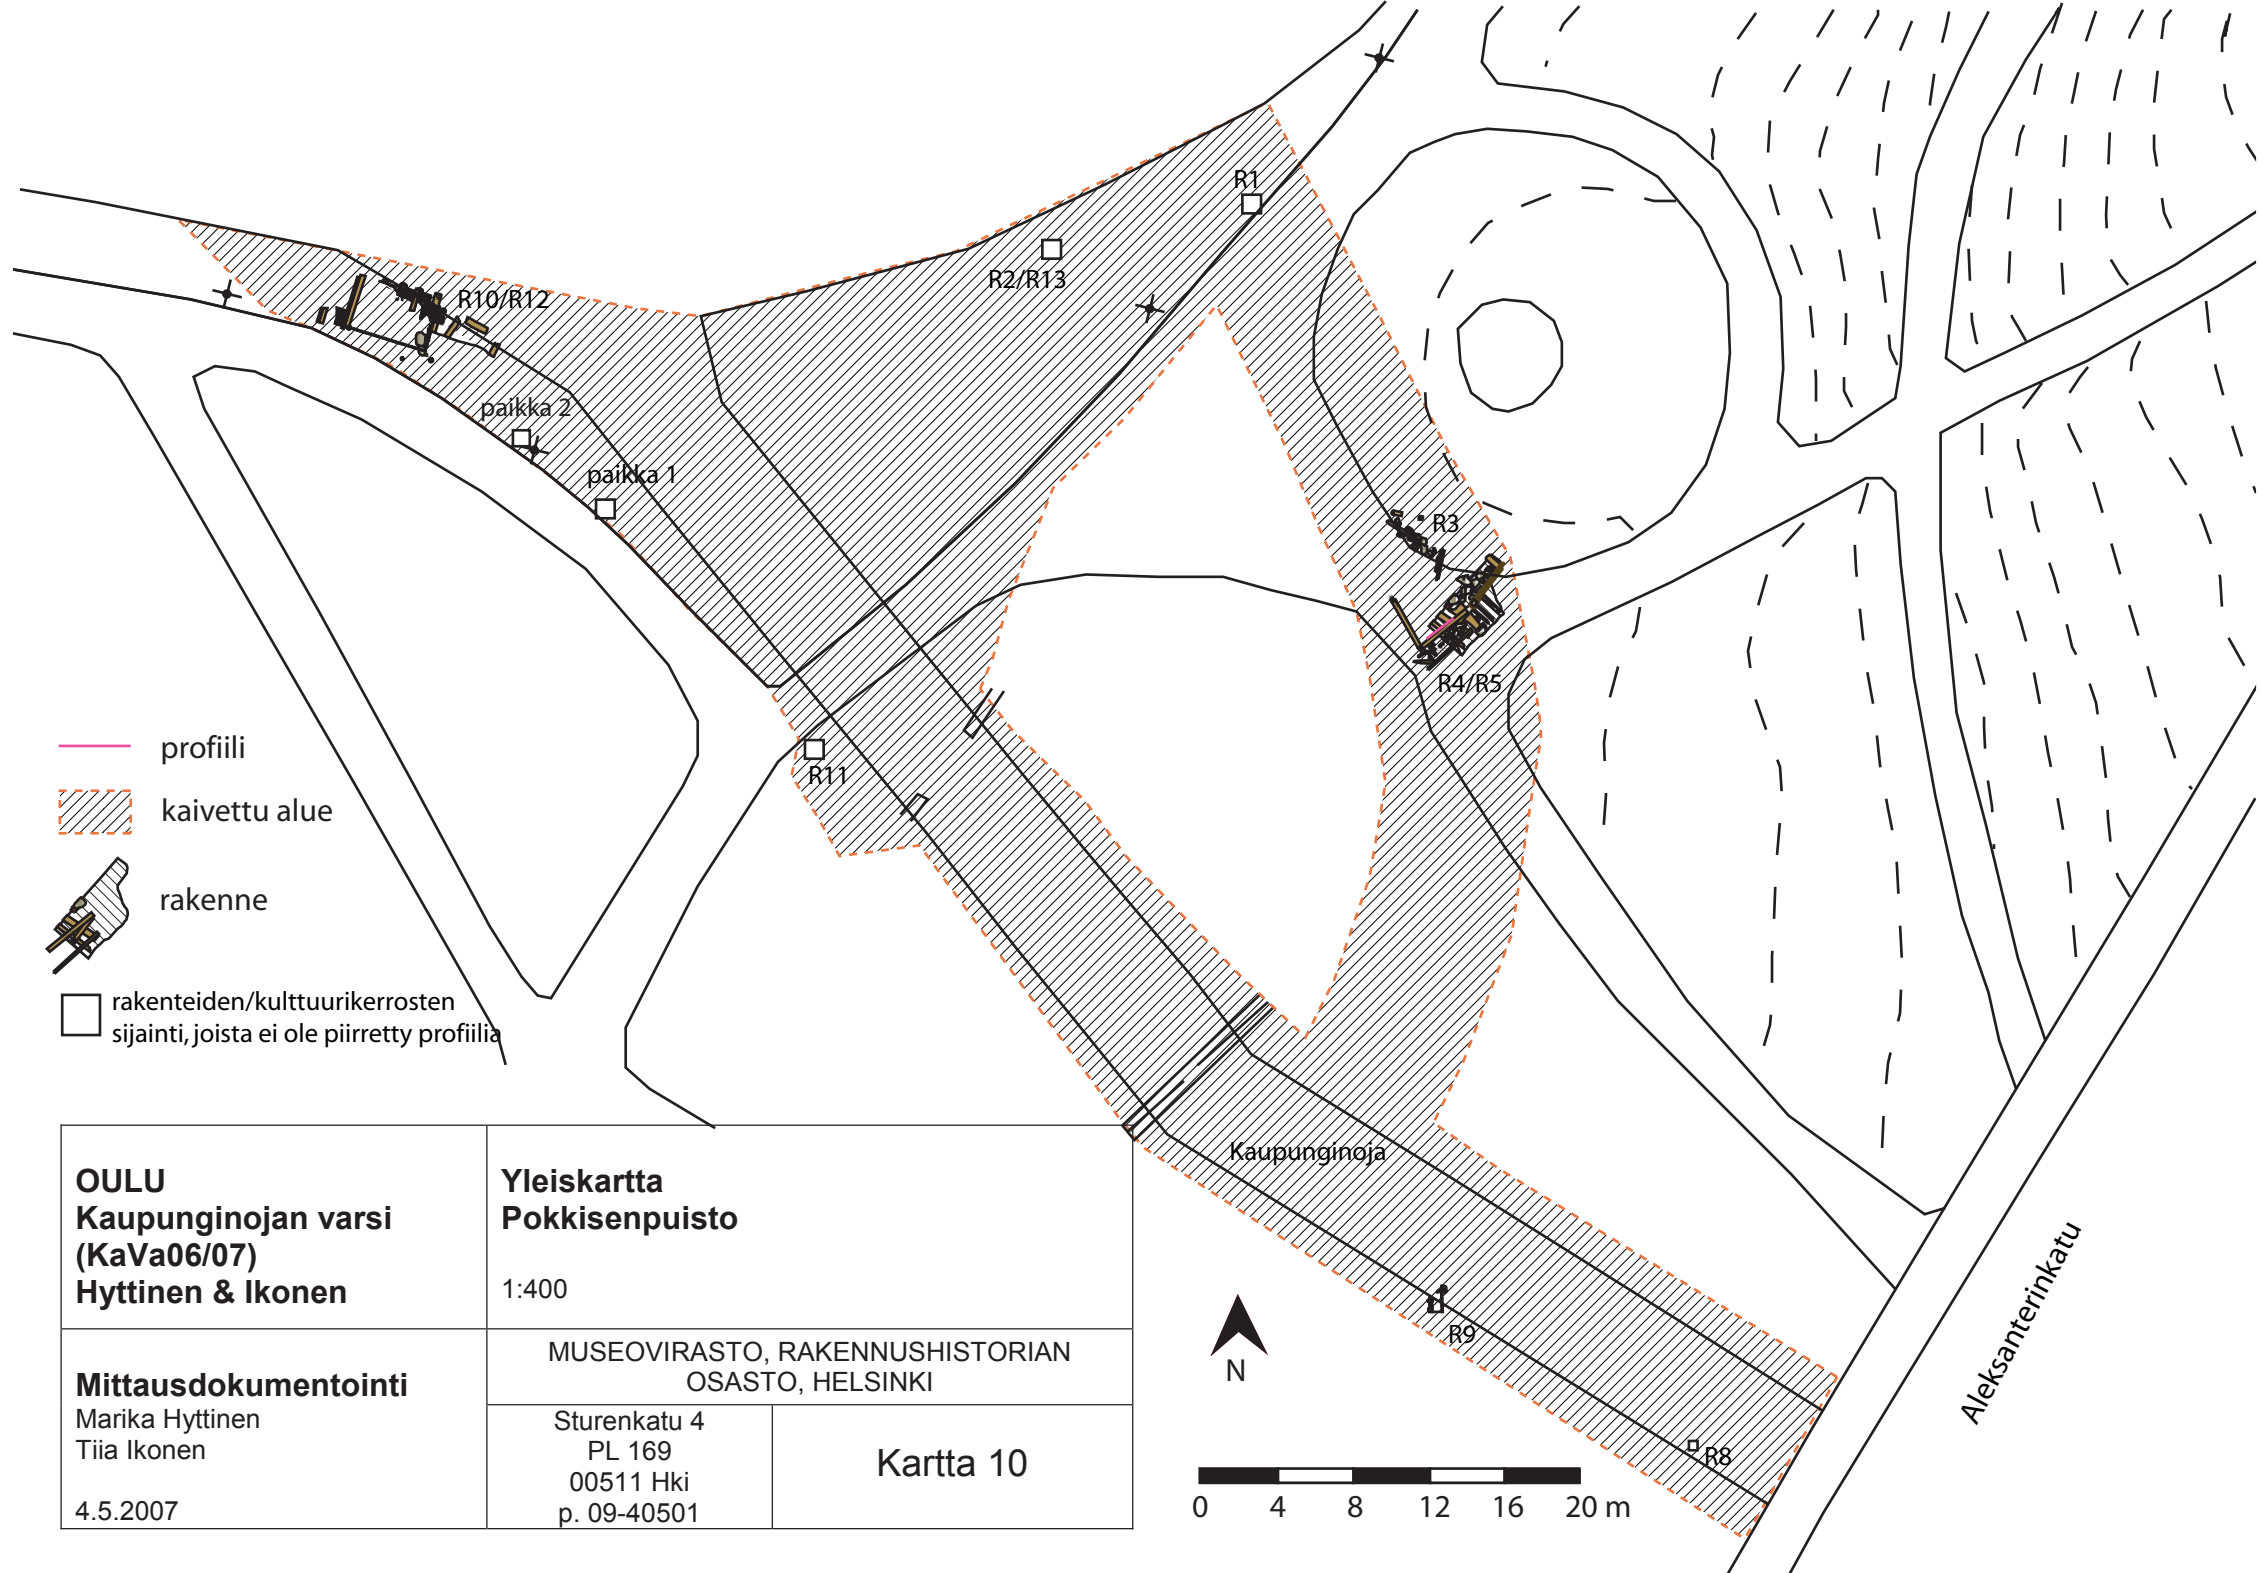 R1
R2/R13
R10/R12
paikka 2
paikka 1
R3
R4/R5
R11
profiili
kaivettu alue
rakenne
rakenteiden/kulttuurikerrosten
sijainti, joista ei ole piirretty profiilia
Kaupunginoja
R9
R8
Aleksanterinkatu
N
0 4 8 12 16 20 m
OULU
Kaupunginojan varsi
(KaVa06/07)
Hyttinen & Ikonen
Yleiskartta
Pokkisenpuisto
1:400
Mittausdokumentointi
Marika Hyttinen
Tiia Ikonen
4.5.2007
MUSEOVIRASTO, RAKENNUSHISTORIAN
OSASTO, HELSINKI
Sturenkatu 4
PL 169
00511 Hki
p. 09-40501
Kartta 10